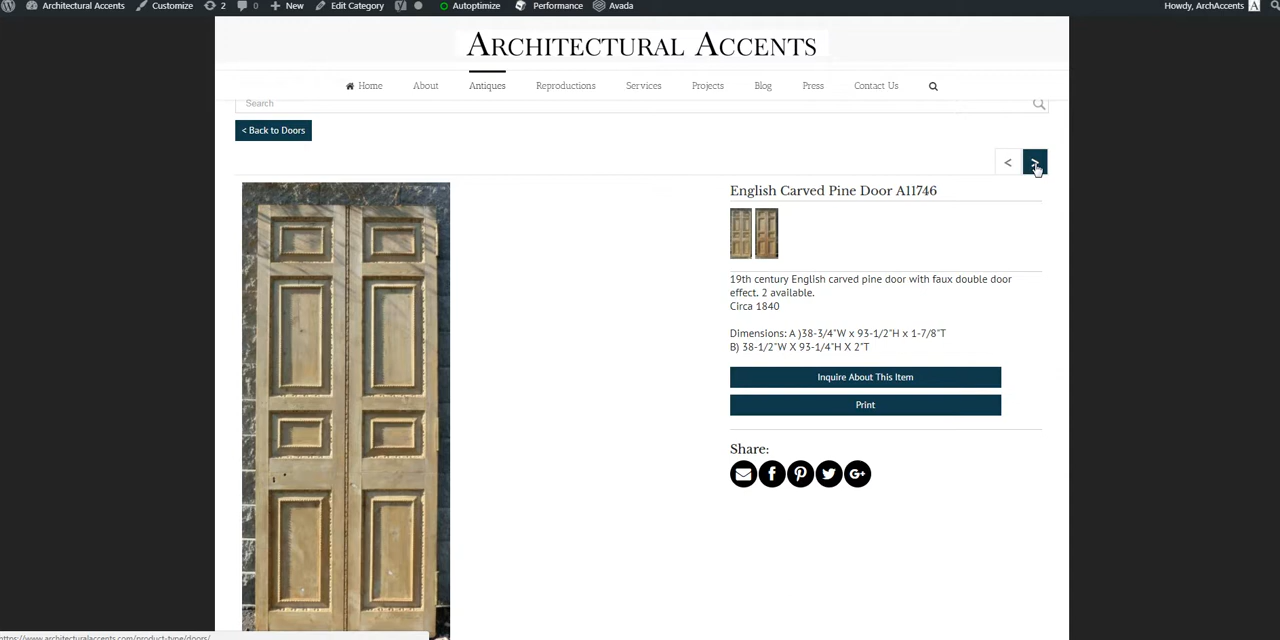 Architectural Accents Customize 2 0 New Edit Category Autoptimize Performance Avada Howdy, ArchAccents
ARCHITECTURAL ACCENTS
Home About Antiques Reproductions Services Projects Blog Press Contact Us
Search
< Back to Doors
< >
English Carved Pine Door A11746
19th century English carved pine door with faux double door
effect. 2 available.
Circa 1840
Dimensions: A )38-3/4"W x 93-1/2"H x 1-7/8"T
B) 38-1/2"W X 93-1/4"H X 2"T
Inquire About This Item
Print
Share:
https://www.architecturalaccents.com/product-type/doors/